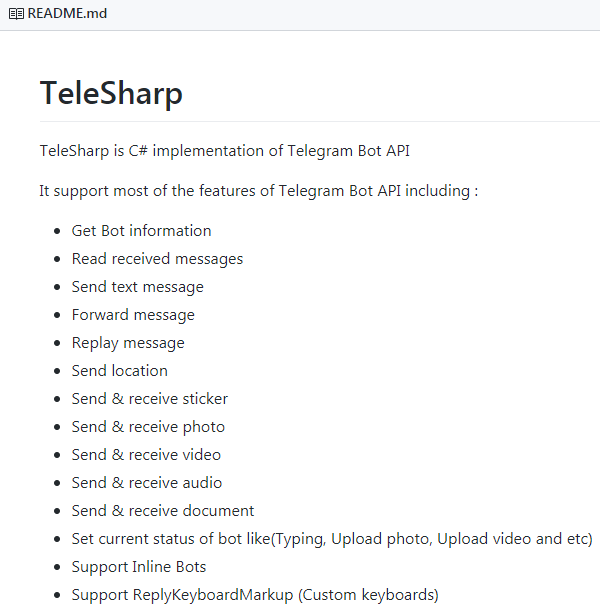 README.md
TeleSharp
TeleSharp is C# implementation of Telegram Bot API
It support most of the features of Telegram Bot API including :
• Get Bot information
• Read received messages
• Send text message
• Forward message
• Replay message
• Send location
• Send & receive sticker
• Send & receive photo
• Send & receive video
• Send & receive audio
• Send & receive document
• Set current status of bot like(Typing, Upload photo, Upload video and etc)
• Support Inline Bots
• Support ReplyKeyboardMarkup (Custom keyboards)